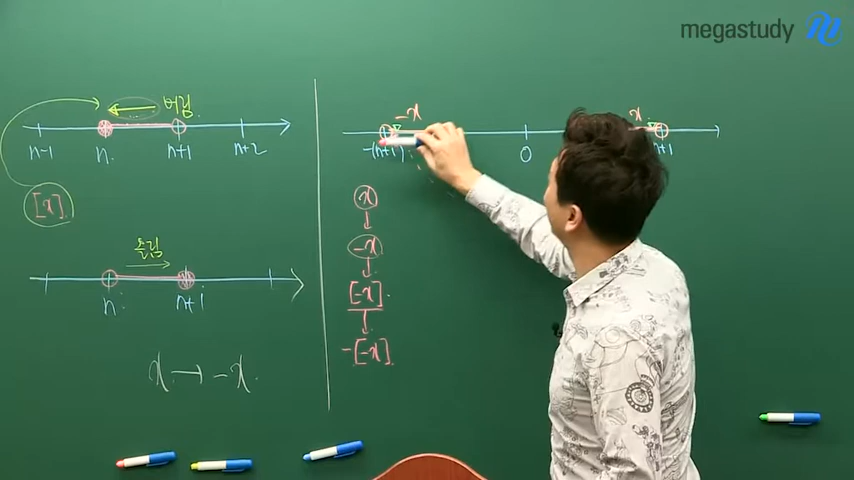 megastudy
버림
n-1 n n+1 n+2
[x]
올림
n n+1
x → -x
-x x
-(n+1) 0 n+1
x
↓
-x
↓
[-x]
↓
-[-x]